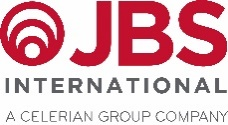 JBS
INTERNATIONAL
A CELERIAN GROUP COMPANY